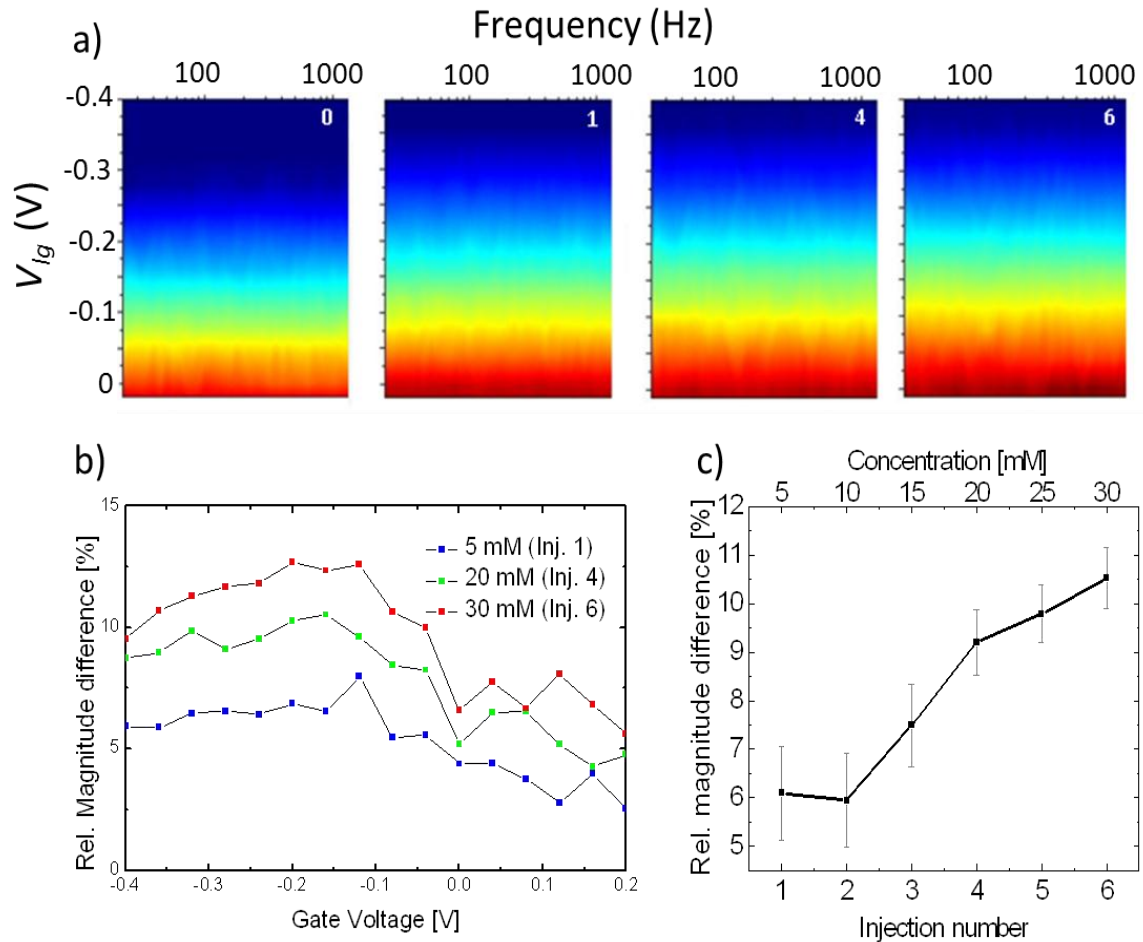 Frequency (Hz)
a)
100 1000 100 1000 100 1000 100 1000
0 1 4 6
-0.4
-0.3
-0.2
-0.1
0
Vlg (V)
b)
15
10
5
0
Rel. Magnitude difference [%]
5 mM (Inj. 1)
20 mM (Inj. 4)
30 mM (Inj. 6)
-0.4 -0.3 -0.2 -0.1 0.0 0.1 0.2
Gate Voltage [V]
c)
Concentration [mM]
5 10 15 20 25 30
12
11
10
9
8
7
6
5
Rel. magnitude difference [%]
1 2 3 4 5 6
Injection number